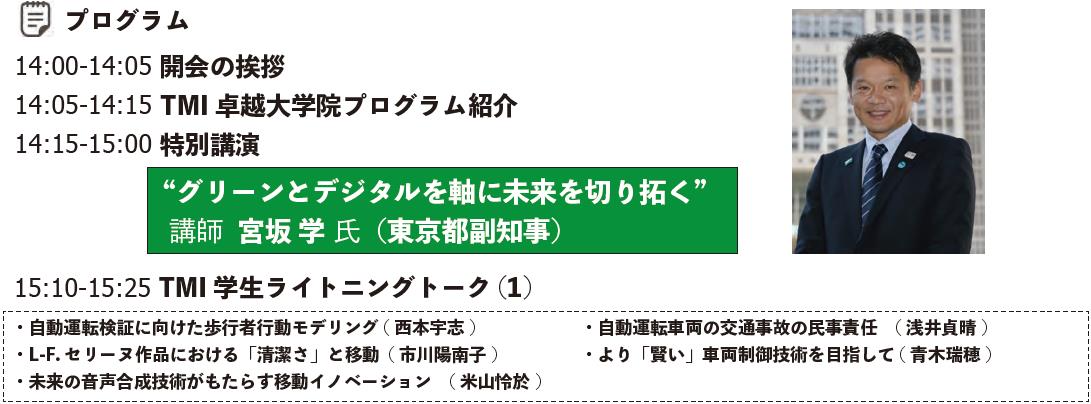 プログラム
14:00-14:05 開会の挨拶
14:05-14:15 TMI 卓越大学院プログラム紹介
14:15-15:00 特別講演
“グリーンとデジタルを軸に未来を切り拓く”
講師 宮坂 学 氏（東京都副知事）
15:10-15:25 TMI 学生ライトニングトーク（1）
・自動運転検証に向けた歩行者行動モデリング（ 西本宇志 ）
・自動運転車両の交通事故の民事責任 （ 浅井貞晴 ）
・L-F. セリーヌ作品における「清潔さ」と移動（ 市川陽南子 ）
・より「賢い」車両制御技術を目指して（ 青木瑞穂 ）
・未来の音声合成技術がもたらす移動イノベーション （ 米山怜於 ）